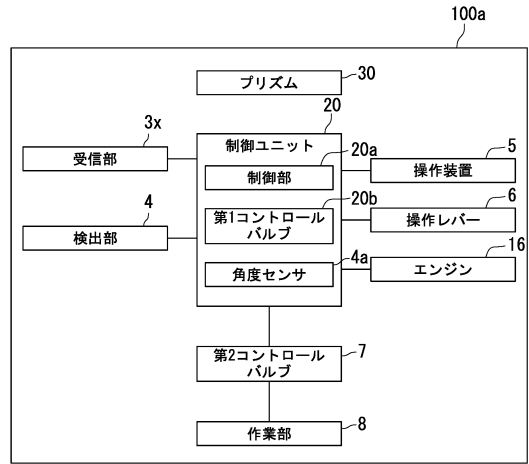 100a
プリズム
30
20
3x
受信部
制御ユニット
20a
制御部
5
操作装置
4
検出部
20b
第1コントロール
バルブ
6
操作レバー
16
エンジン
4a
角度センサ
第2コントロール
バルブ
7
作業部
8